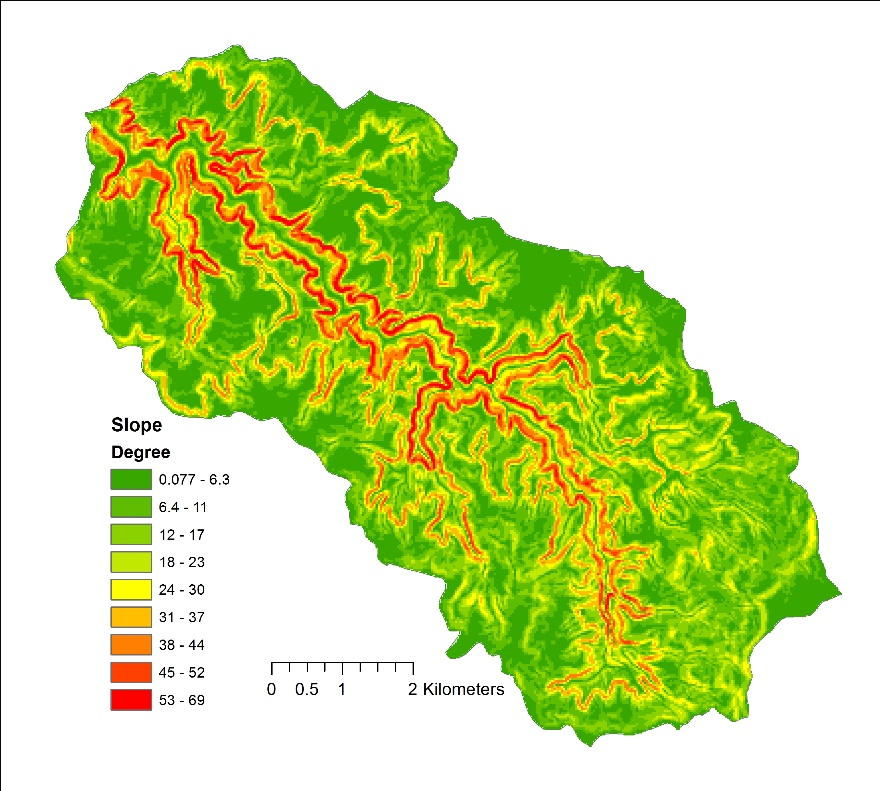 Slope
Degree
0.077 - 6.3
6.4 - 11
12 - 17
18 - 23
24 - 30
31 - 37
38 - 44
45 - 52
53 - 69
0 0.5 1 2 Kilometers